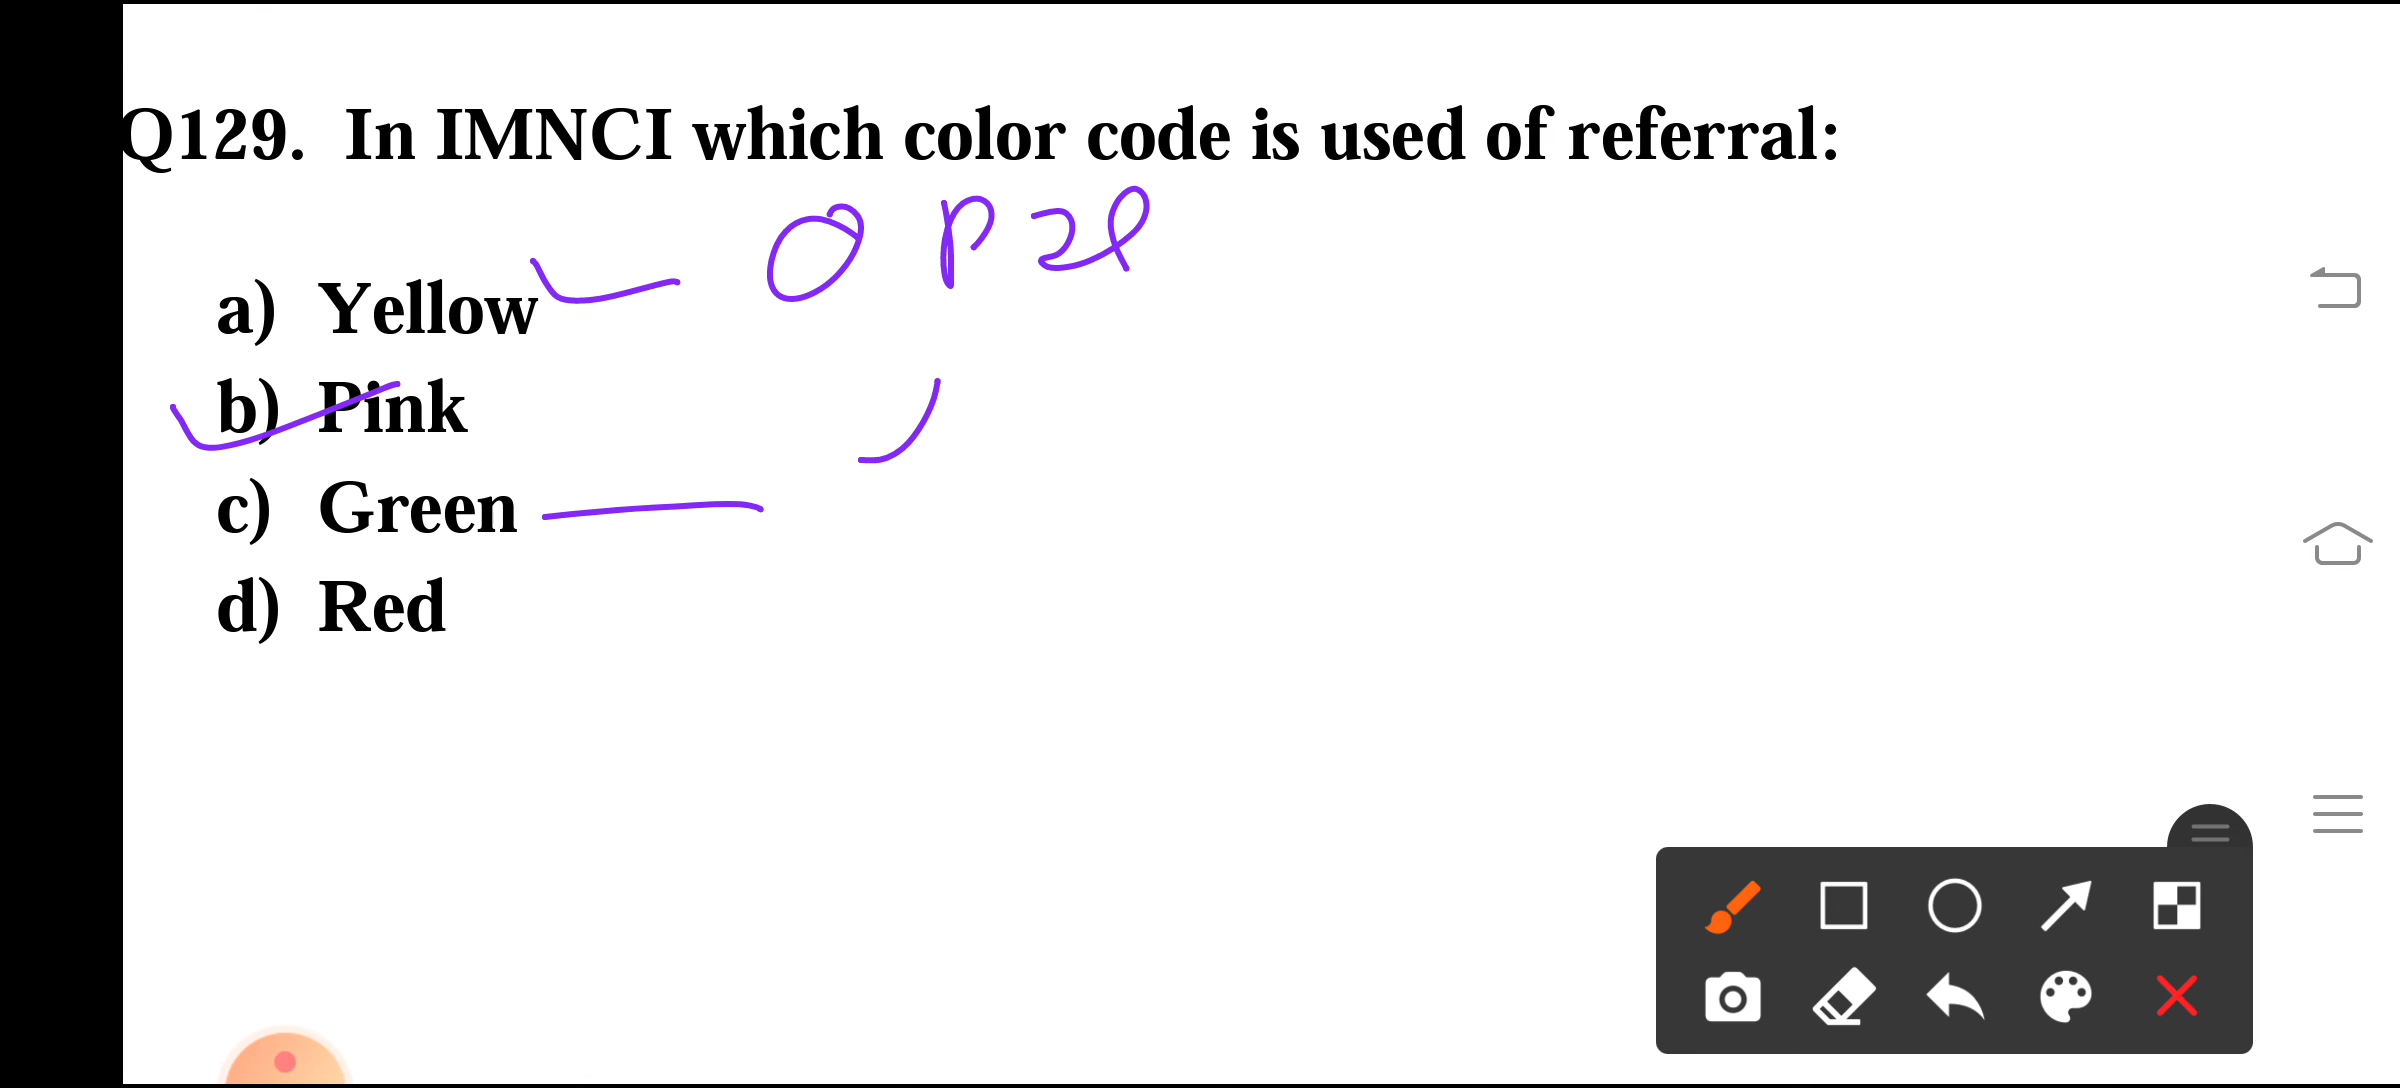 Q129. In IMNCI which color code is used of referral:
a) Yellow
b) Pink
c) Green
d) Red